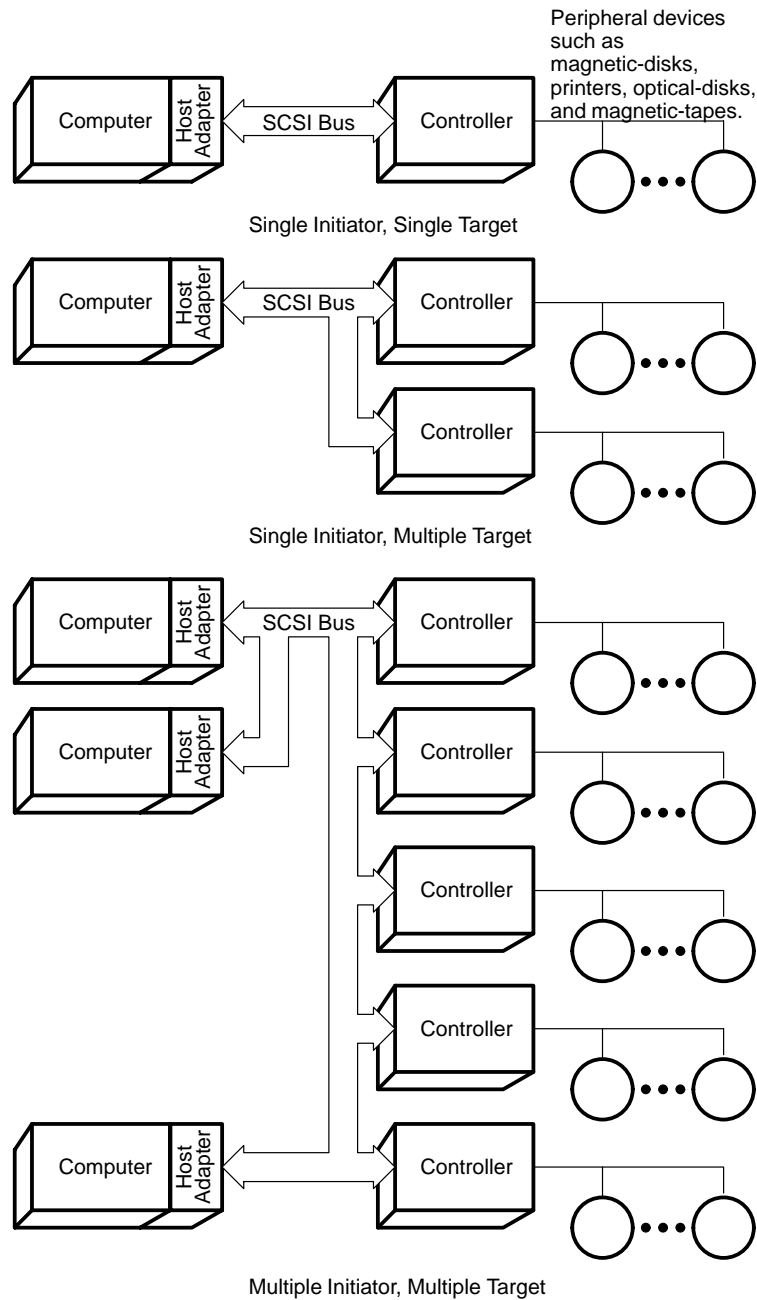 Peripheral devices
such as
magnetic-disks,
printers, optical-disks,
and magnetic-tapes.
Computer
Host
Adapter
SCSI Bus
Controller
Single Initiator, Single Target
Computer
Host
Adapter
SCSI Bus
Controller
Controller
Single Initiator, Multiple Target
Computer
Host
Adapter
SCSI Bus
Controller
Computer
Host
Adapter
Controller
Controller
Controller
Computer
Host
Adapter
Controller
Multiple Initiator, Multiple Target